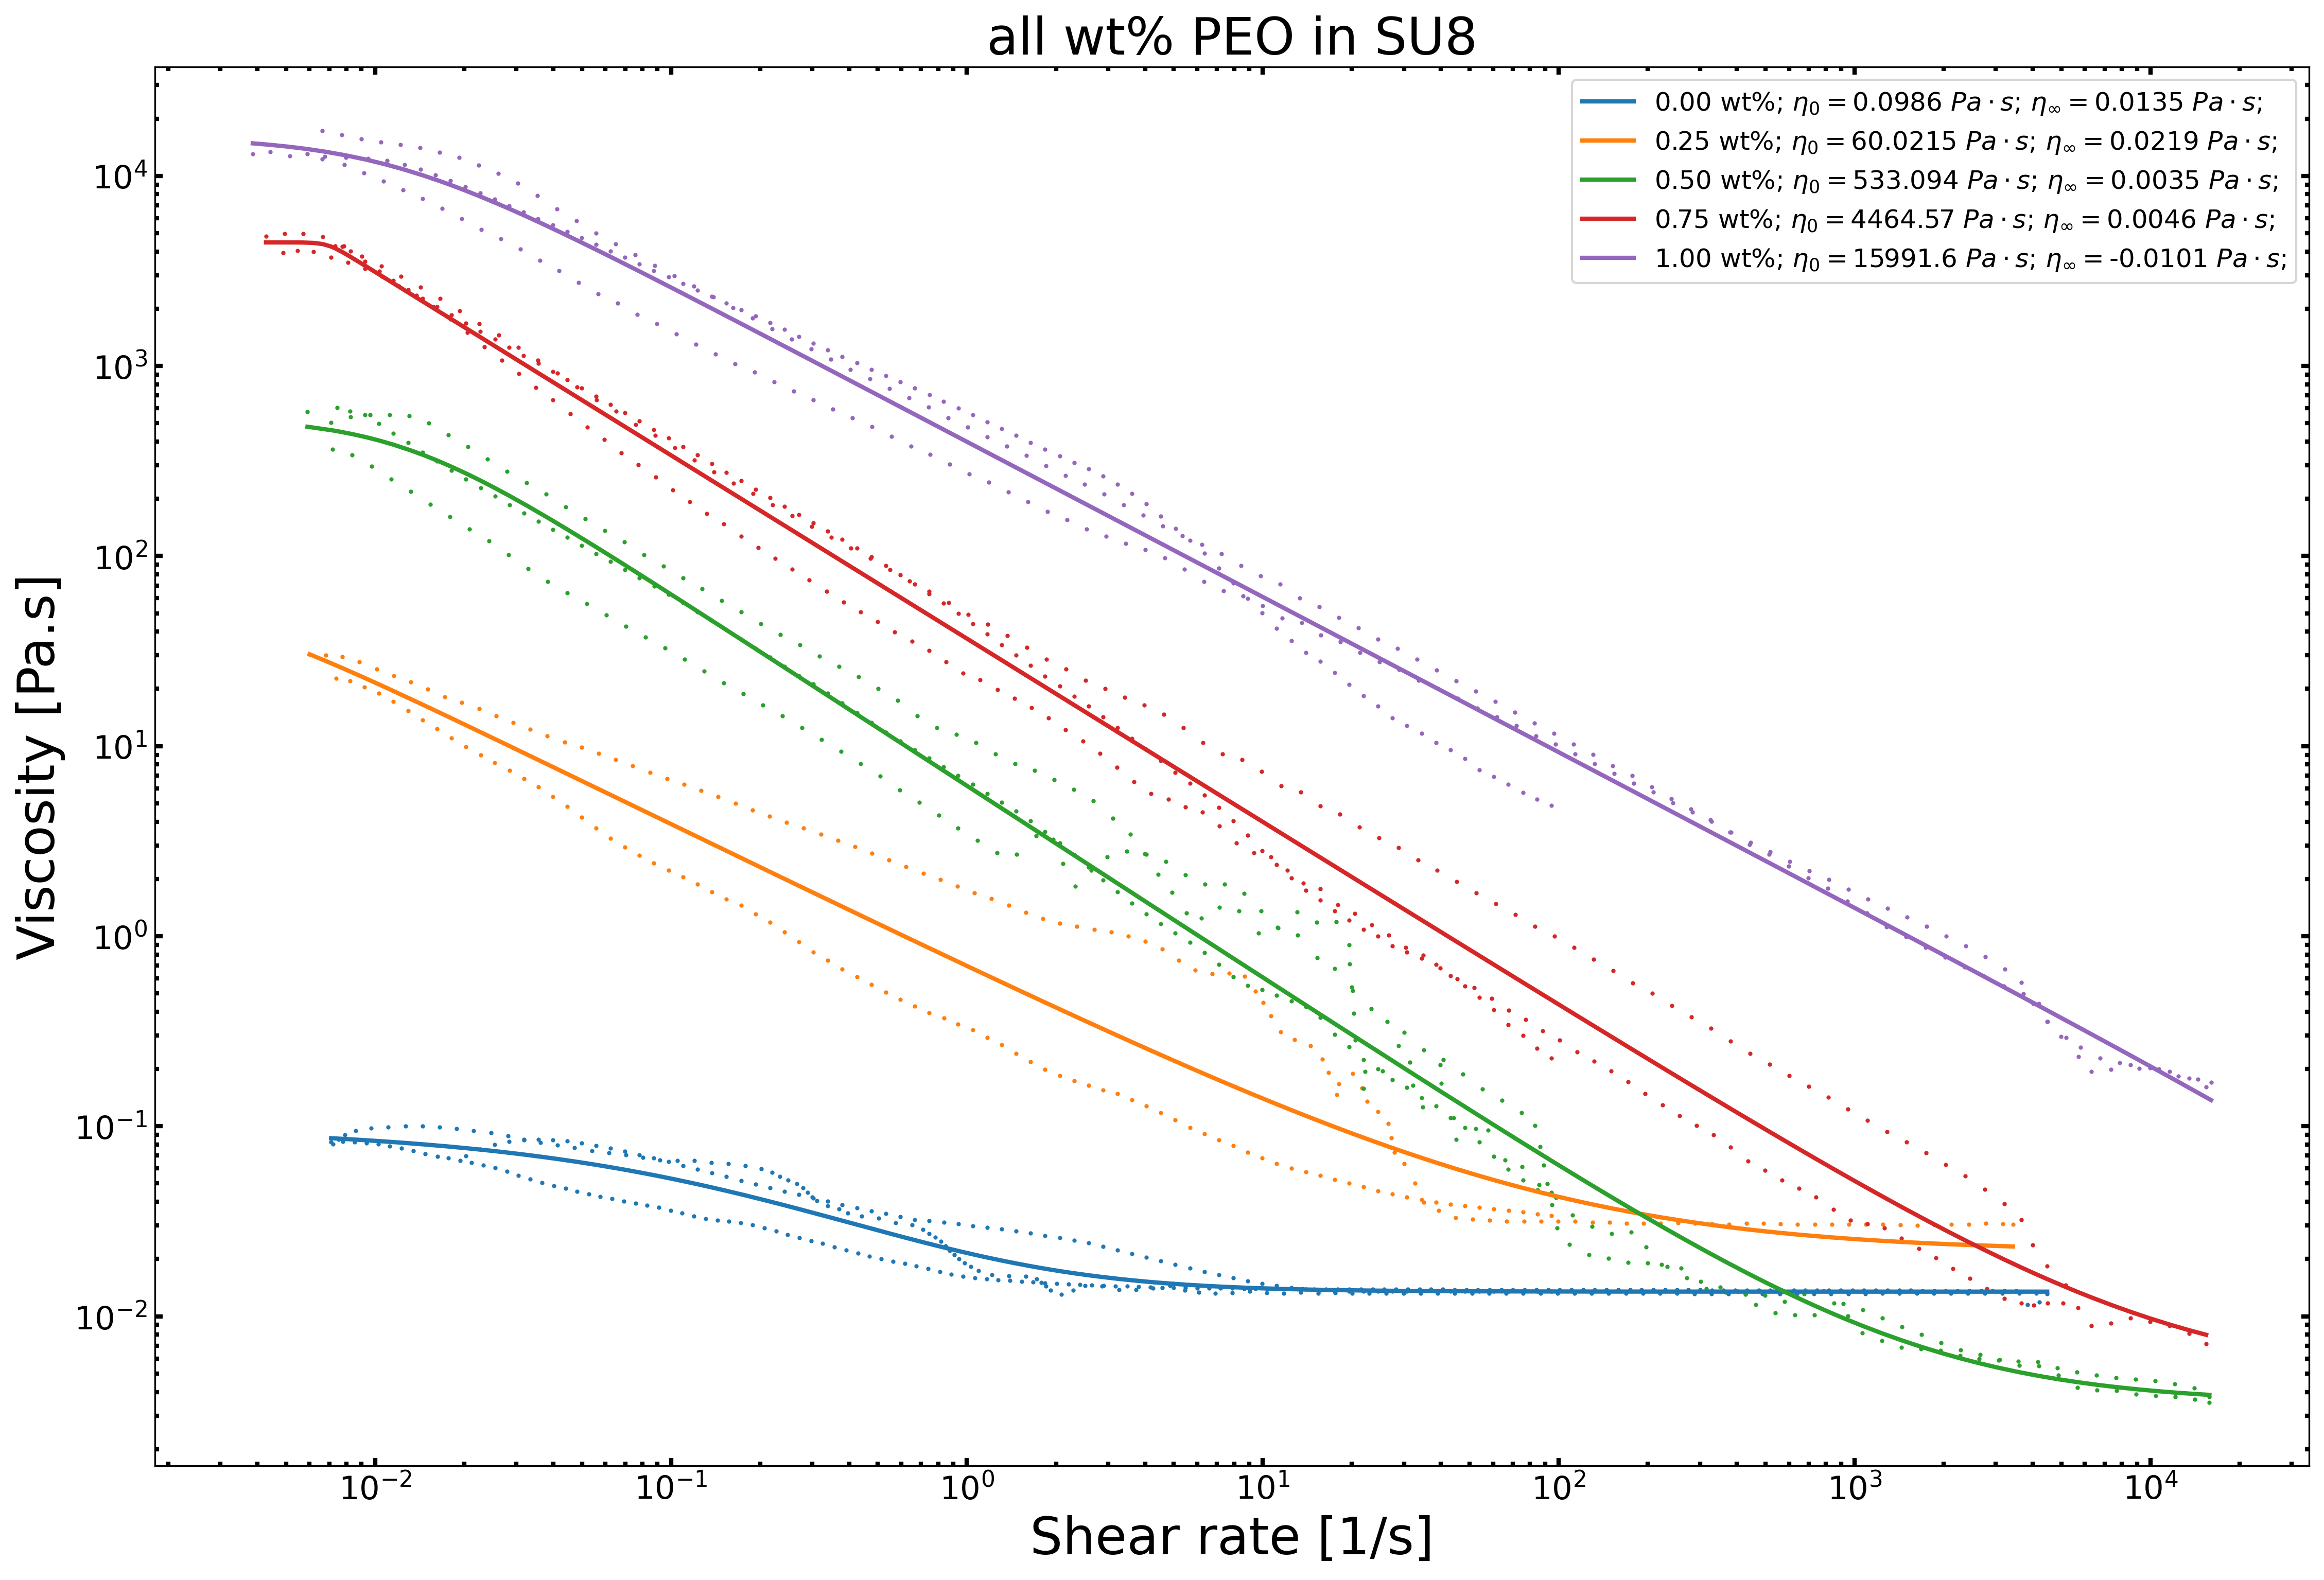 all wt% PEO in SU8
0.00 wt%; η₀ = 0.0986 Pa · s; η∞ = 0.0135 Pa · s;
0.25 wt%; η₀ = 60.0215 Pa · s; η∞ = 0.0219 Pa · s;
0.50 wt%; η₀ = 533.094 Pa · s; η∞ = 0.0035 Pa · s;
0.75 wt%; η₀ = 4464.57 Pa · s; η∞ = 0.0046 Pa · s;
1.00 wt%; η₀ = 15991.6 Pa · s; η∞ = -0.0101 Pa · s;
Viscosity [Pa.s]
10⁴
10³
10²
10¹
10⁰
10⁻¹
10⁻²
10⁻² 10⁻¹ 10⁰ 10¹ 10² 10³ 10⁴
Shear rate [1/s]